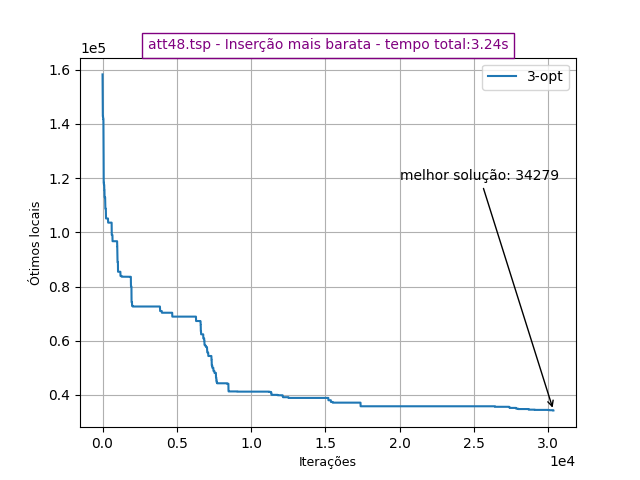 att48.tsp - Inserção mais barata - tempo total:3.24s
1e5
1.6
1.4
1.2
1.0
0.8
0.6
0.4
Ótimos locais
3-opt
melhor solução: 34279
0.0
0.5
1.0
1.5
2.0
2.5
3.0
Iterações
1e4